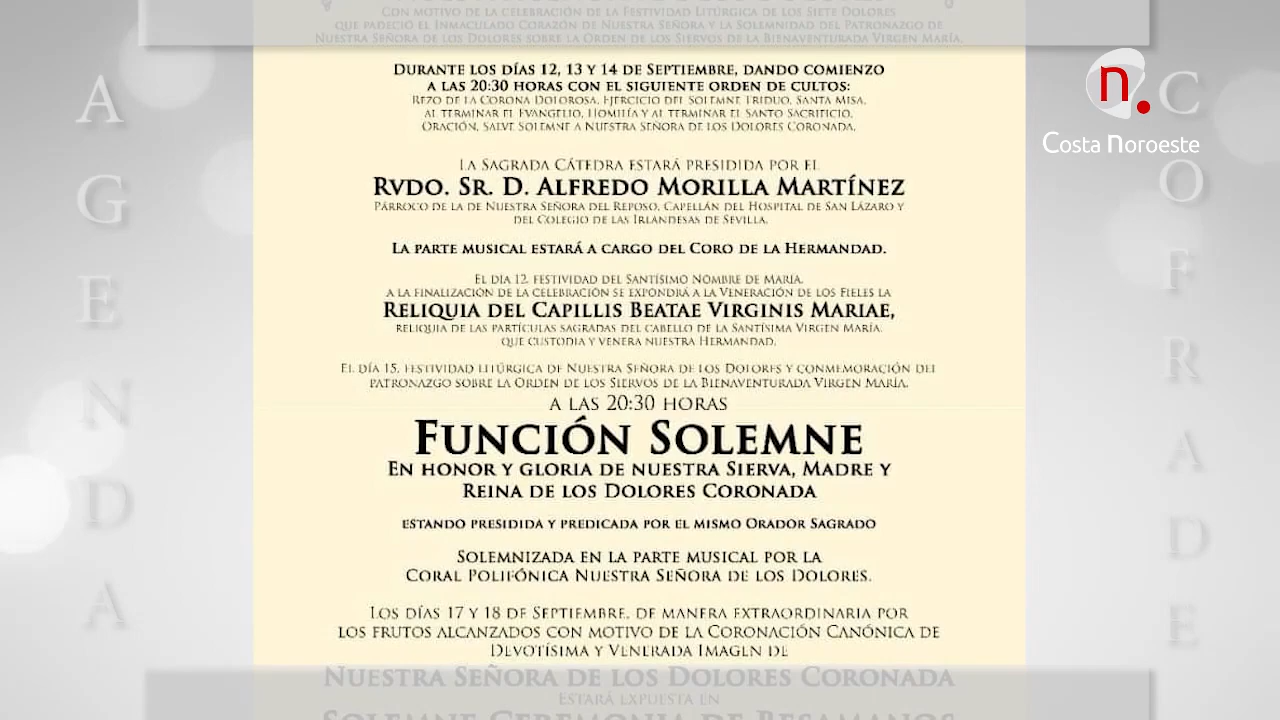 Con motivo de la celebración de la Festividad Litúrgica de los Siete Dolores
que padeció el Inmaculado Corazón de Nuestra Señora y la Solemnidad del Patronazgo de
Nuestra Señora de los Dolores sobre la Orden de los Siervos de la Bienaventurada Virgen María.
Durante los días 12, 13 y 14 de Septiembre, dando comienzo
a las 20:30 horas con el siguiente orden de cultos:
Rezo de la Corona Dolorosa, Ejercicio del Solemne Triduo, Santa Misa,
al terminar el Evangelio, Homilía y al terminar el Santo Sacrificio,
Oración, Salve Solemne a Nuestra Señora de los Dolores Coronada.
La Sagrada Cátedra estará presidida por el
Rvdo. Sr. D. Alfredo Morilla Martínez
Párroco de la de Nuestra Señora del Reposo, Capellán del Hospital de San Lázaro y
del Colegio de las Irlandesas de Sevilla.
La parte musical estará a cargo del Coro de la Hermandad.
El día 12, festividad del Santísimo Nombre de María,
a la finalización de la celebración se expondrá a la Veneración de los Fieles la
Reliquia del Capillis Beatae Virginis Mariae,
reliquia de las partículas sagradas del cabello de la Santísima Virgen María,
que custodia y venera nuestra Hermandad.
El día 15, festividad litúrgica de Nuestra Señora de los Dolores y conmemoración del
patronazgo sobre la Orden de los Siervos de la Bienaventurada Virgen María,
a las 20:30 horas
Función Solemne
En honor y gloria de nuestra Sierva, Madre y
Reina de los Dolores Coronada
estando presidida y predicada por el mismo Orador Sagrado
Solemnizada en la parte musical por la
Coral Polifónica Nuestra Señora de los Dolores.
Los días 17 y 18 de Septiembre, de manera extraordinaria por
los frutos alcanzados con motivo de la Coronación Canónica de
Devotísima y Venerada Imagen de
Nuestra Señora de los Dolores Coronada
Estará expuesta en
Solemne Ceremonia de Besamanos
AGENDA
COFRADE
n.
Costa Noroeste